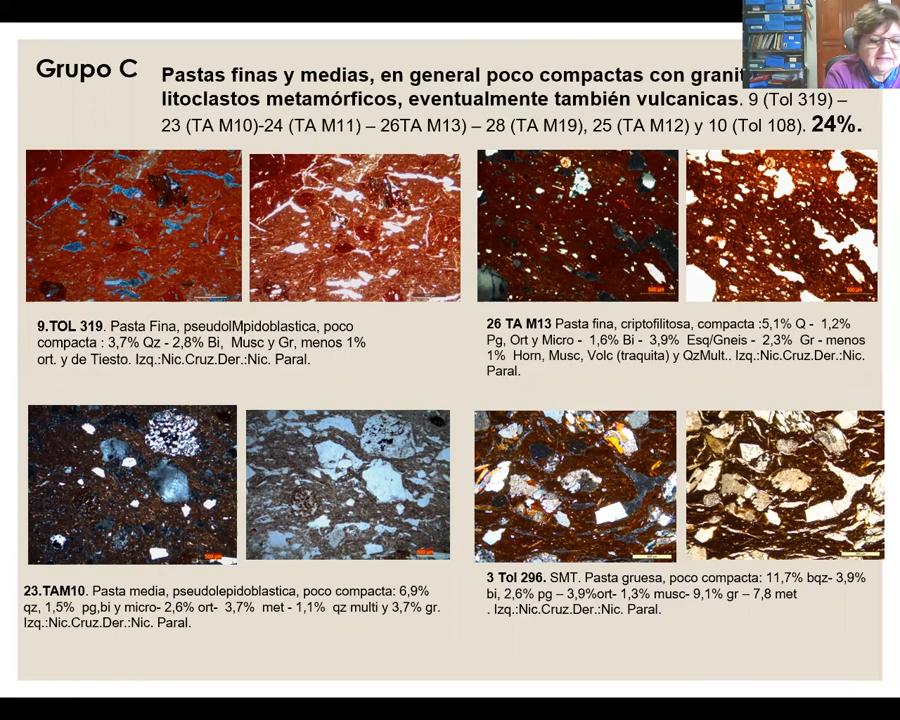 Grupo C
Pastas finas y medias, en general poco compactas con granit
litoclastos metamórficos, eventualmente también vulcanicas. 9 (Tol 319) –
23 (TA M10)-24 (TA M11) – 26TA M13) – 28 (TA M19), 25 (TA M12) y 10 (Tol 108). 24%.
9.TOL 319. Pasta Fina, pseudolMpidoblastica, poco
compacta : 3,7% Qz - 2,8% Bi, Musc y Gr, menos 1%
ort. y de Tiesto. Izq.:Nic.Cruz.Der.:Nic. Paral.
26 TA M13 Pasta fina, criptofilitosa, compacta :5,1% Q - 1,2%
Pg, Ort y Micro - 1,6% Bi - 3,9% Esq/Gneis - 2,3% Gr - menos
1% Horn, Musc, Volc (traquita) y QzMult.. Izq.:Nic.Cruz.Der.:Nic.
Paral.
23.TAM10. Pasta media, pseudolepidoblastica, poco compacta: 6,9%
qz, 1,5% pg,bi y micro- 2,6% ort- 3,7% met - 1,1% qz multi y 3,7% gr.
Izq.:Nic.Cruz.Der.:Nic. Paral.
3 Tol 296. SMT. Pasta gruesa, poco compacta: 11,7% bqz- 3,9%
bi, 2,6% pg – 3,9%ort- 1,3% musc- 9,1% gr – 7,8 met
. Izq.:Nic.Cruz.Der.:Nic. Paral.